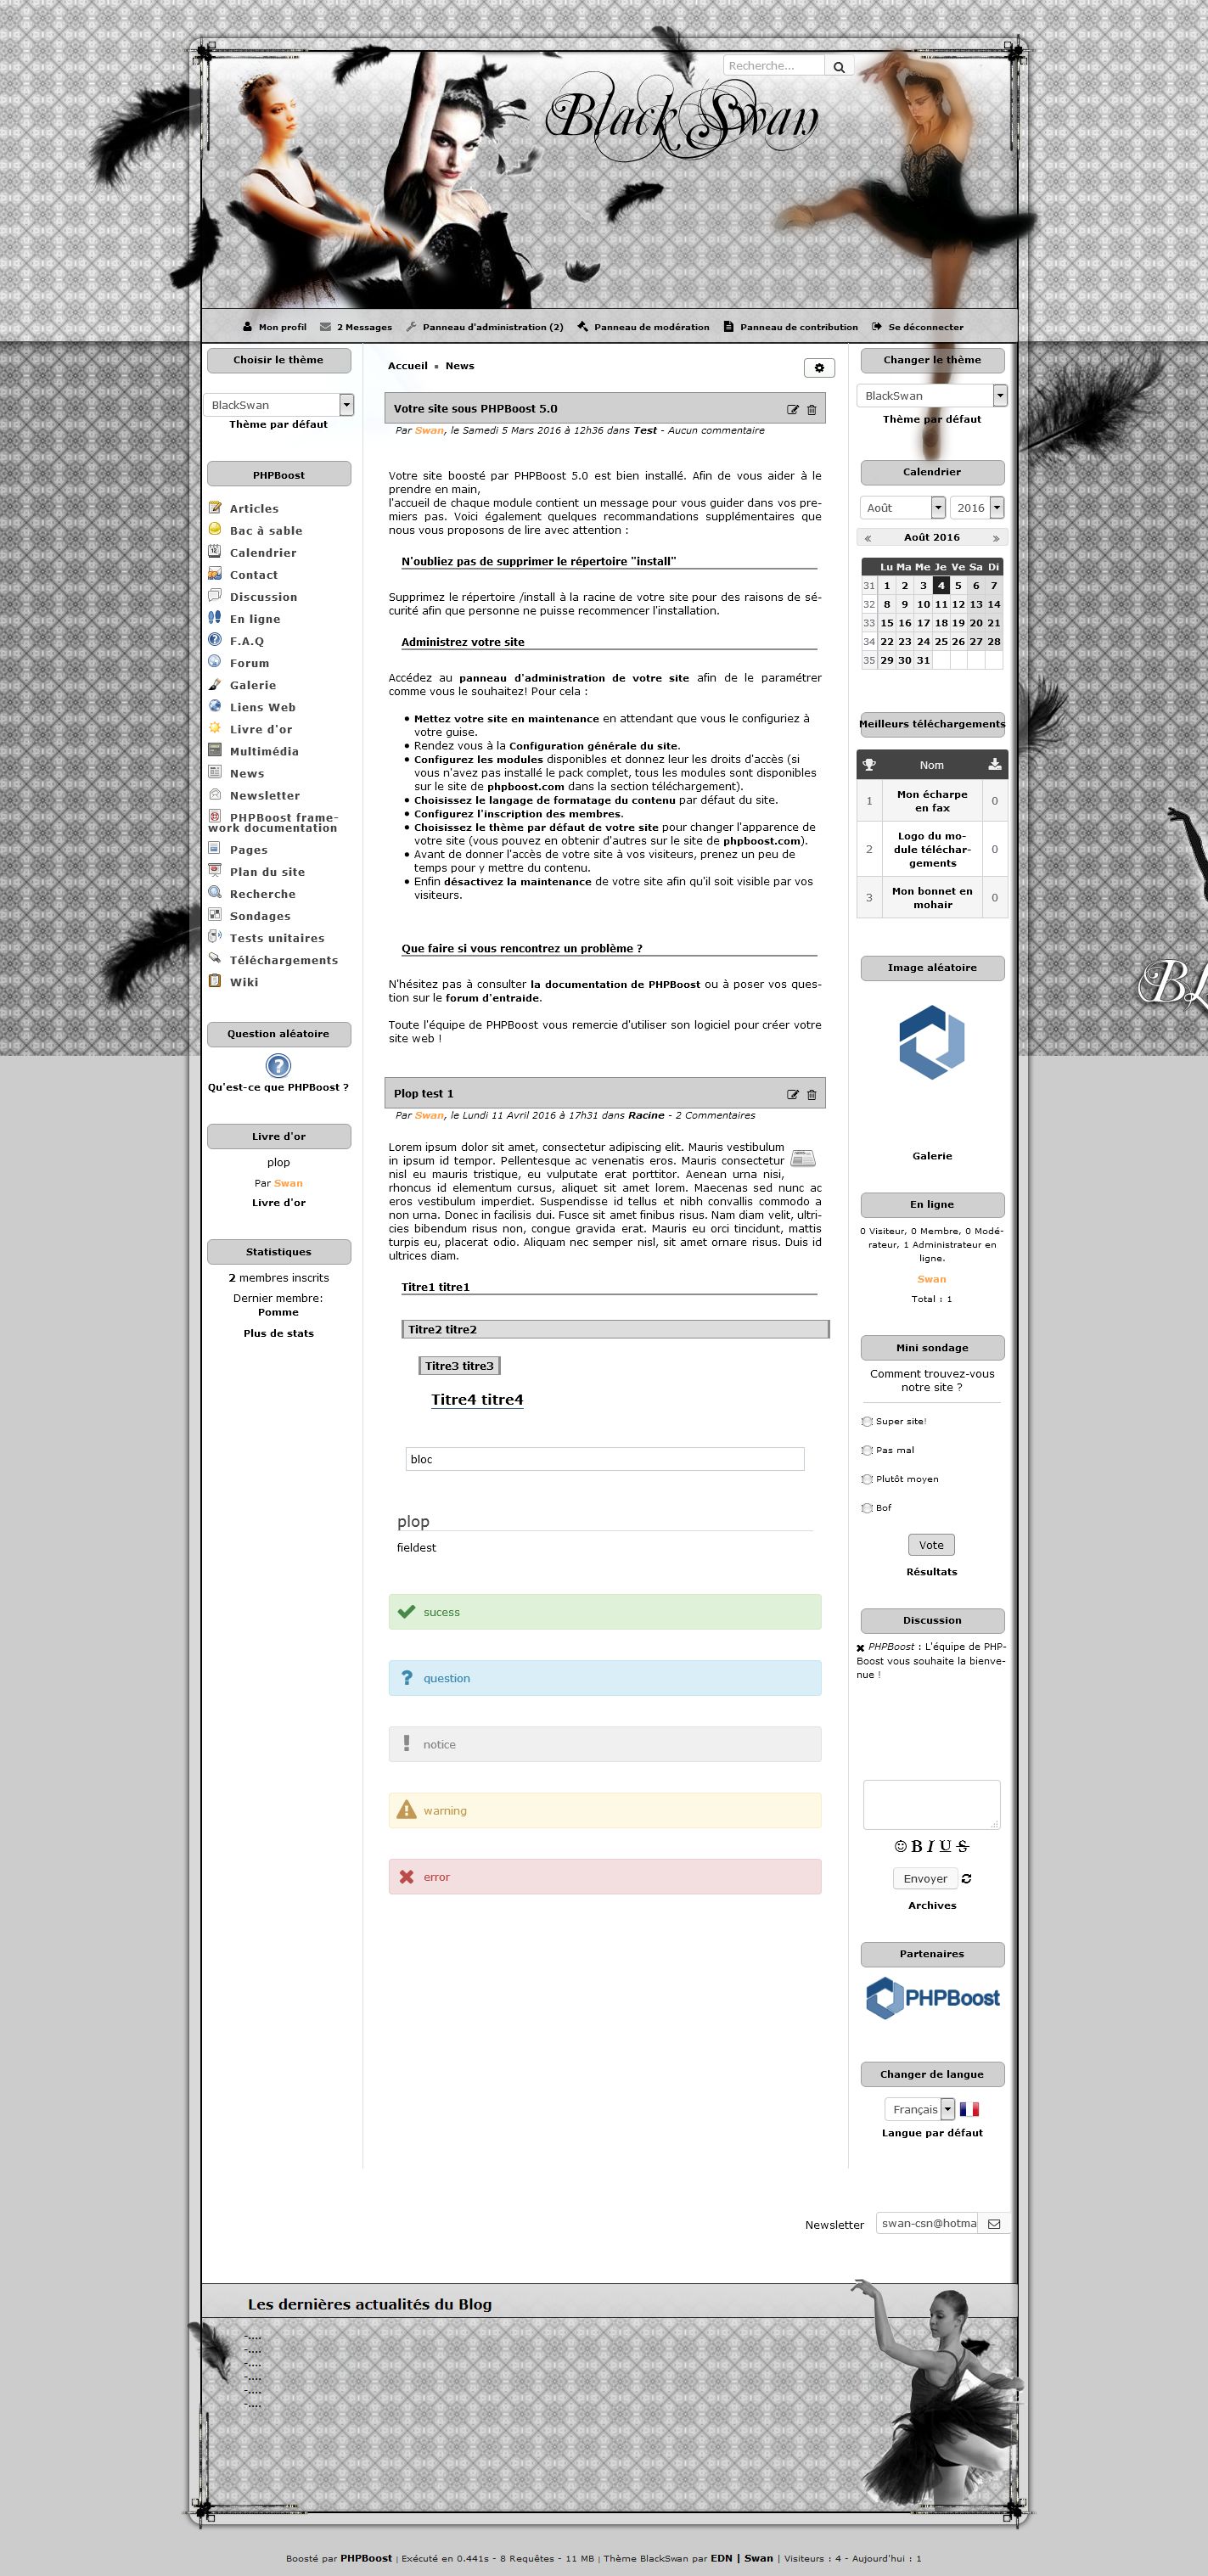 Recherche...
BlackSwan
Mon profil 2 Messages Panneau d'administration (2) Panneau de modération Panneau de contribution Se déconnecter
Choisir le thème
BlackSwan
Thème par défaut
PHPBoost
Articles
Bac à sable
Calendrier
Contact
Discussion
En ligne
F.A.Q
Forum
Galerie
Liens Web
Livre d'or
Multimédia
News
Newsletter
PHPBoost frame-
work documentation
Pages
Plan du site
Recherche
Sondages
Tests unitaires
Téléchargements
Wiki
Question aléatoire
Qu'est-ce que PHPBoost ?
Livre d'or
plop
Par Swan
Livre d'or
Statistiques
2 membres inscrits
Dernier membre:
Pomme
Plus de stats
Accueil ▪ News
Votre site sous PHPBoost 5.0
Par Swan, le Samedi 5 Mars 2016 à 12h36 dans Test - Aucun commentaire
Votre site boosté par PHPBoost 5.0 est bien installé. Afin de vous aider à le
prendre en main,
l'accueil de chaque module contient un message pour vous guider dans vos pre-
miers pas. Voici également quelques recommandations supplémentaires que
nous vous proposons de lire avec attention :
N'oubliez pas de supprimer le répertoire "install"
Supprimez le répertoire /install à la racine de votre site pour des raisons de sé-
curité afin que personne ne puisse recommencer l'installation.
Administrez votre site
Accédez au panneau d'administration de votre site afin de le paramétrer
comme vous le souhaitez! Pour cela :
• Mettez votre site en maintenance en attendant que vous le configuriez à
votre guise.
• Rendez vous à la Configuration générale du site.
• Configurez les modules disponibles et donnez leur les droits d'accès (si
vous n'avez pas installé le pack complet, tous les modules sont disponibles
sur le site de phpboost.com dans la section téléchargement).
• Choisissez le langage de formatage du contenu par défaut du site.
• Configurez l'inscription des membres.
• Choisissez le thème par défaut de votre site pour changer l'apparence de
votre site (vous pouvez en obtenir d'autres sur le site de phpboost.com).
• Avant de donner l'accès de votre site à vos visiteurs, prenez un peu de
temps pour y mettre du contenu.
• Enfin désactivez la maintenance de votre site afin qu'il soit visible par vos
visiteurs.
Que faire si vous rencontrez un problème ?
N'hésitez pas à consulter la documentation de PHPBoost ou à poser vos ques-
tion sur le forum d'entraide.
Toute l'équipe de PHPBoost vous remercie d'utiliser son logiciel pour créer votre
site web !
Plop test 1
Par Swan, le Lundi 11 Avril 2016 à 17h31 dans Racine - 2 Commentaires
Lorem ipsum dolor sit amet, consectetur adipiscing elit. Mauris vestibulum
in ipsum id tempor. Pellentesque ac venenatis eros. Mauris consectetur
nisl eu mauris tristique, eu vulputate erat porttitor. Aenean urna nisi,
rhoncus id elementum cursus, aliquet sit amet lorem. Maecenas sed nunc ac
eros vestibulum imperdiet. Suspendisse id tellus et nibh convallis commodo a
non urna. Donec in facilisis dui. Fusce sit amet finibus risus. Nam diam velit, ultri-
cies bibendum risus non, congue gravida erat. Mauris eu orci tincidunt, mattis
turpis eu, placerat odio. Aliquam nec semper nisl, sit amet ornare risus. Duis id
ultrices diam.
Titre1 titre1
Titre2 titre2
Titre3 titre3
Titre4 titre4
bloc
plop
fieldest
sucess
question
notice
warning
error
Changer le thème
BlackSwan
Thème par défaut
Calendrier
Août 2016
« Août 2016 »
Lu Ma Me Je Ve Sa Di
31 1 2 3 4 5 6 7
32 8 9 10 11 12 13 14
33 15 16 17 18 19 20 21
34 22 23 24 25 26 27 28
35 29 30 31
Meilleurs téléchargements
Nom
1 Mon écharpe 0
en fax
Logo du mo-
2 dule téléchar- 0
gements
3 Mon bonnet en 0
mohair
Image aléatoire
Galerie
En ligne
0 Visiteur, 0 Membre, 0 Modé-
rateur, 1 Administrateur en
ligne.
Swan
Total : 1
Mini sondage
Comment trouvez-vous
notre site ?
Super site!
Pas mal
Plutôt moyen
Bof
Vote
Résultats
Discussion
PHPBoost : L'équipe de PHP-
Boost vous souhaite la bienve-
nue !
B I U S
Envoyer
Archives
Partenaires
PHPBoost
Changer de langue
Français
Langue par défaut
Newsletter swan-csn@hotma
Les dernières actualités du Blog
-....
-....
-....
-....
-....
-....
Boosté par PHPBoost | Exécuté en 0.441s - 8 Requêtes - 11 MB | Thème BlackSwan par EDN | Swan | Visiteurs : 4 - Aujourd'hui : 1